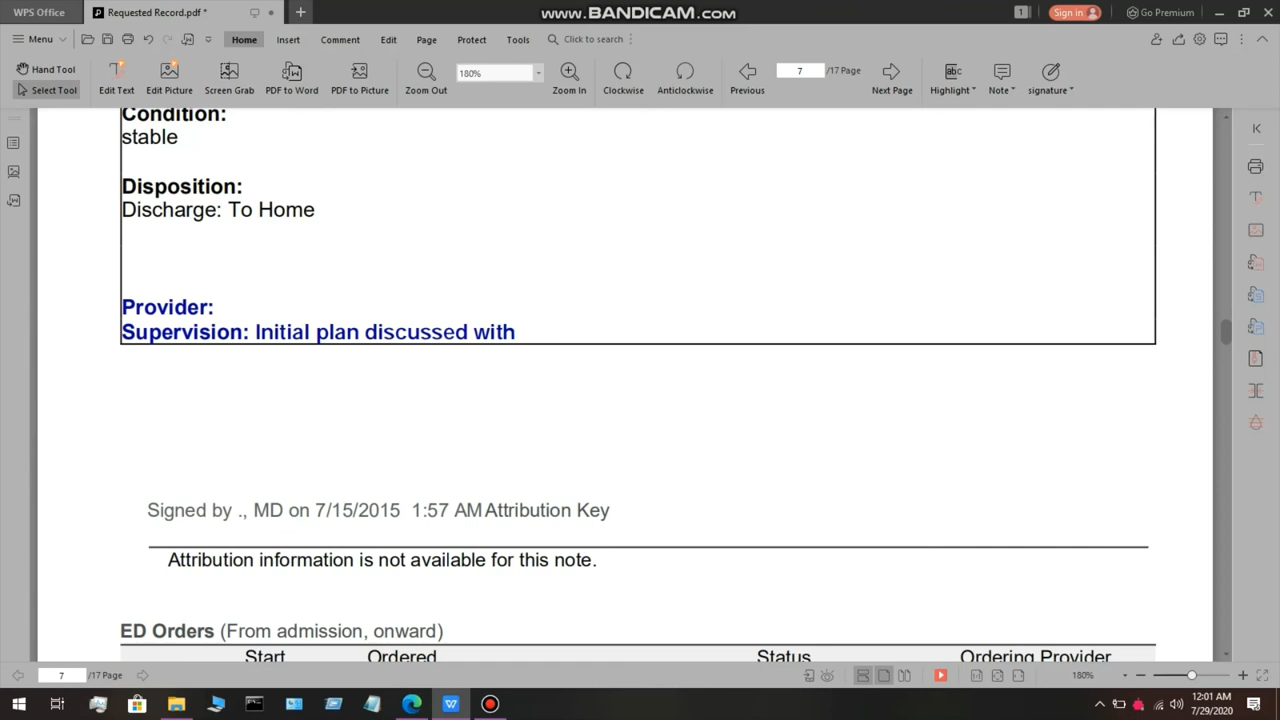 WPS Office Requested Record.pdf * + www.BANDICAM.com 1 Sign in Go Premium
Menu Home Insert Comment Edit Page Protect Tools Click to search
Hand Tool
Select Tool
Edit Text Edit Picture Screen Grab PDF to Word PDF to Picture Zoom Out 180% Zoom In Clockwise Anticlockwise Previous 7 /17 Page Next Page Highlight Note signature
Condition:
stable
Disposition:
Discharge: To Home
Provider:
Supervision: Initial plan discussed with
Signed by ., MD on 7/15/2015 1:57 AM Attribution Key
Attribution information is not available for this note.
ED Orders (From admission, onward)
Start Ordered Status Ordering Provider
7 /17 Page 180%
12:01 AM
7/29/2020